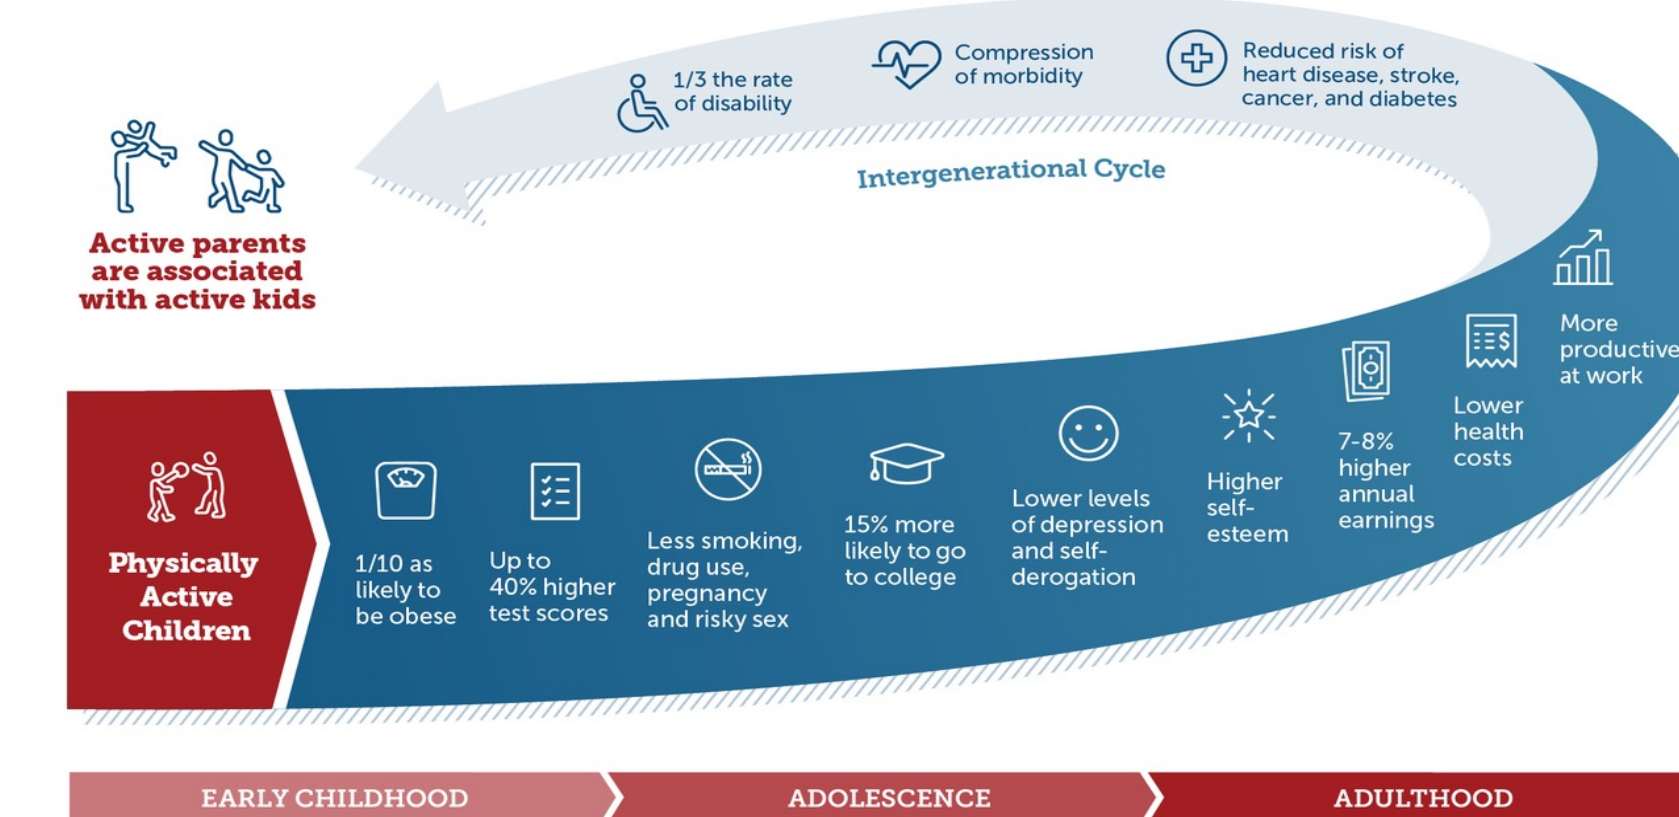 1/3 the rate
of disability
Compression
of morbidity
Reduced risk of
heart disease, stroke,
cancer, and diabetes
Intergenerational Cycle
Active parents
are associated
with active kids
Physically
Active
Children
1/10 as
likely to
be obese
Up to
40% higher
test scores
Less smoking,
drug use,
pregnancy
and risky sex
15% more
likely to go
to college
Lower levels
of depression
and self-
derogation
Higher
self-
esteem
7-8%
higher
annual
earnings
Lower
health
costs
More
productive
at work
EARLY CHILDHOOD
ADOLESCENCE
ADULTHOOD